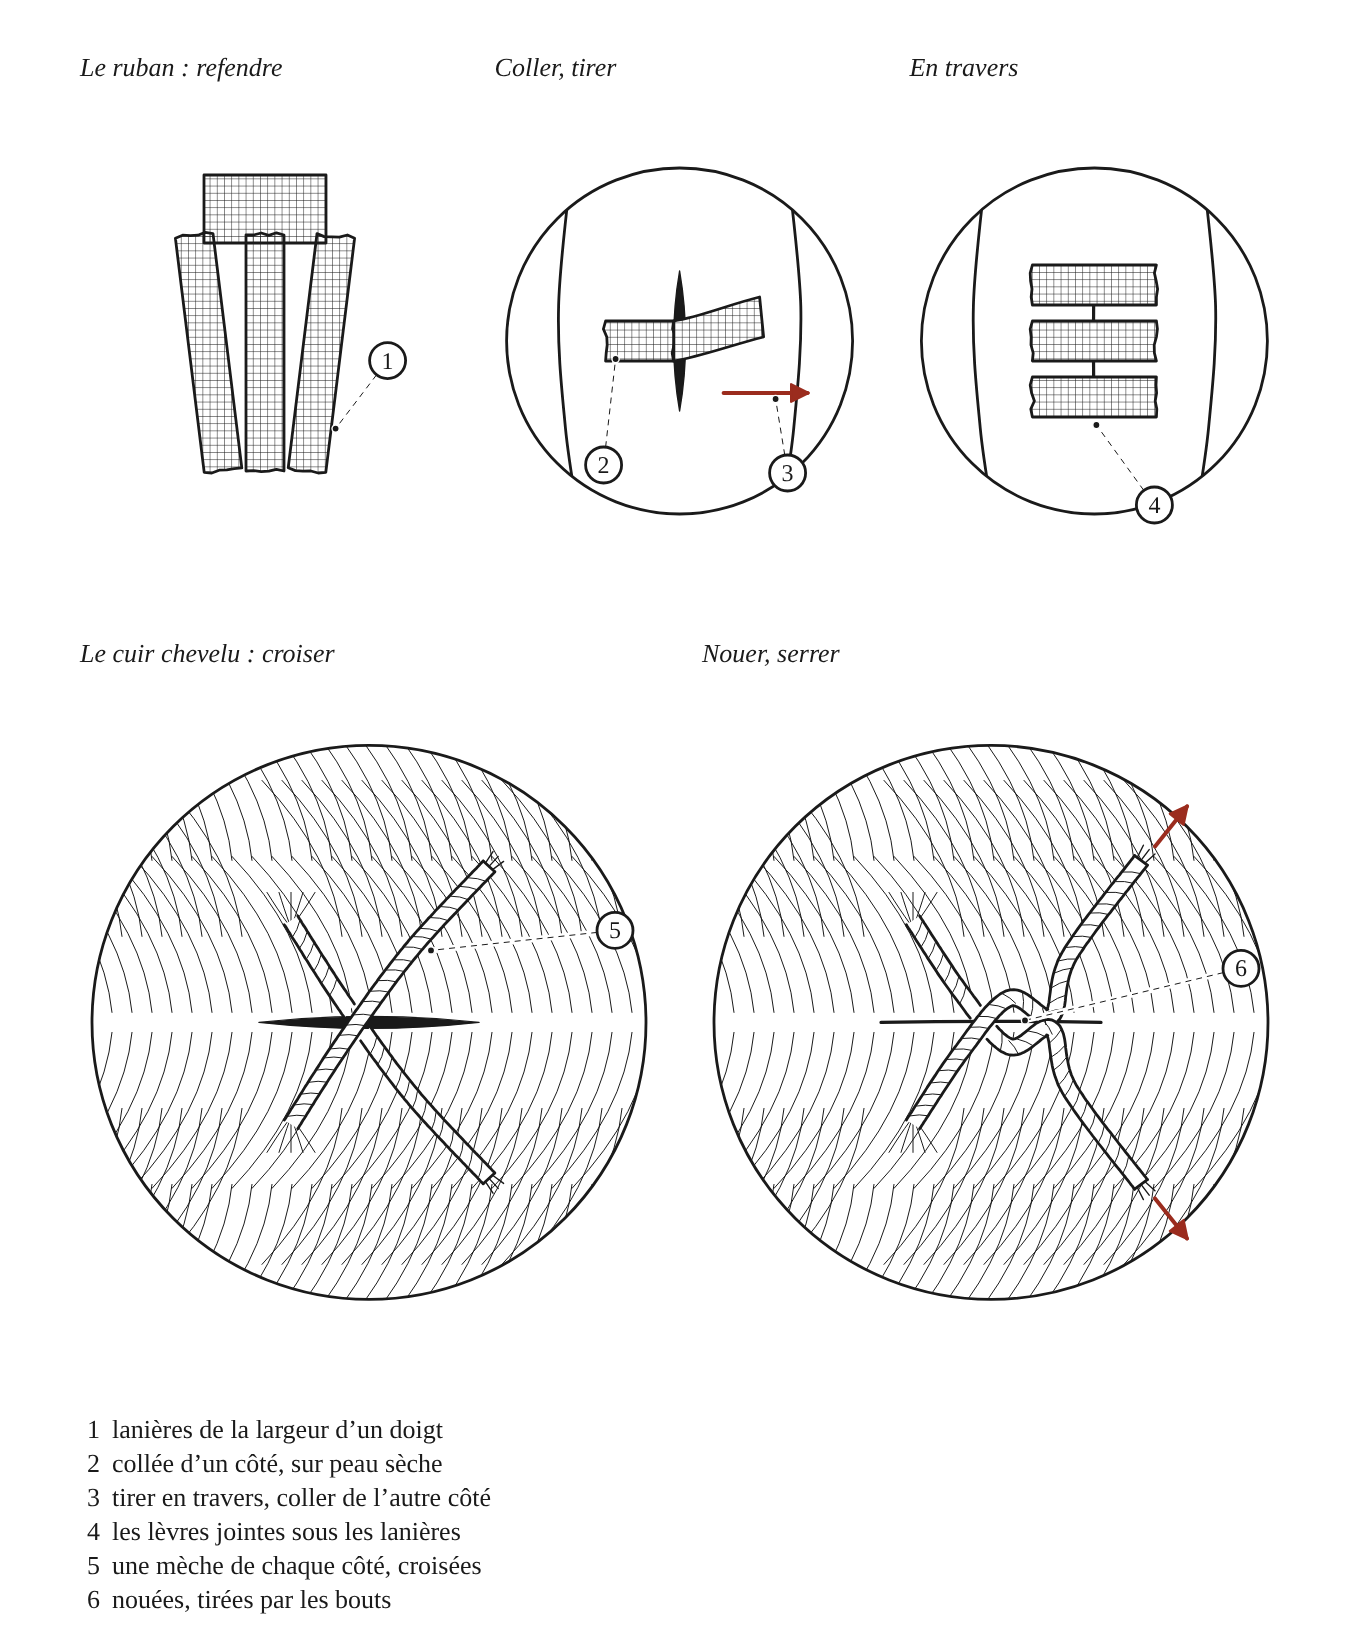 Le ruban : refendre
Coller, tirer
En travers
1
2
3
4
Le cuir chevelu : croiser
Nouer, serrer
5
6
1 lanières de la largeur d’un doigt
2 collée d’un côté, sur peau sèche
3 tirer en travers, coller de l’autre côté
4 les lèvres jointes sous les lanières
5 une mèche de chaque côté, croisées
6 nouées, tirées par les bouts